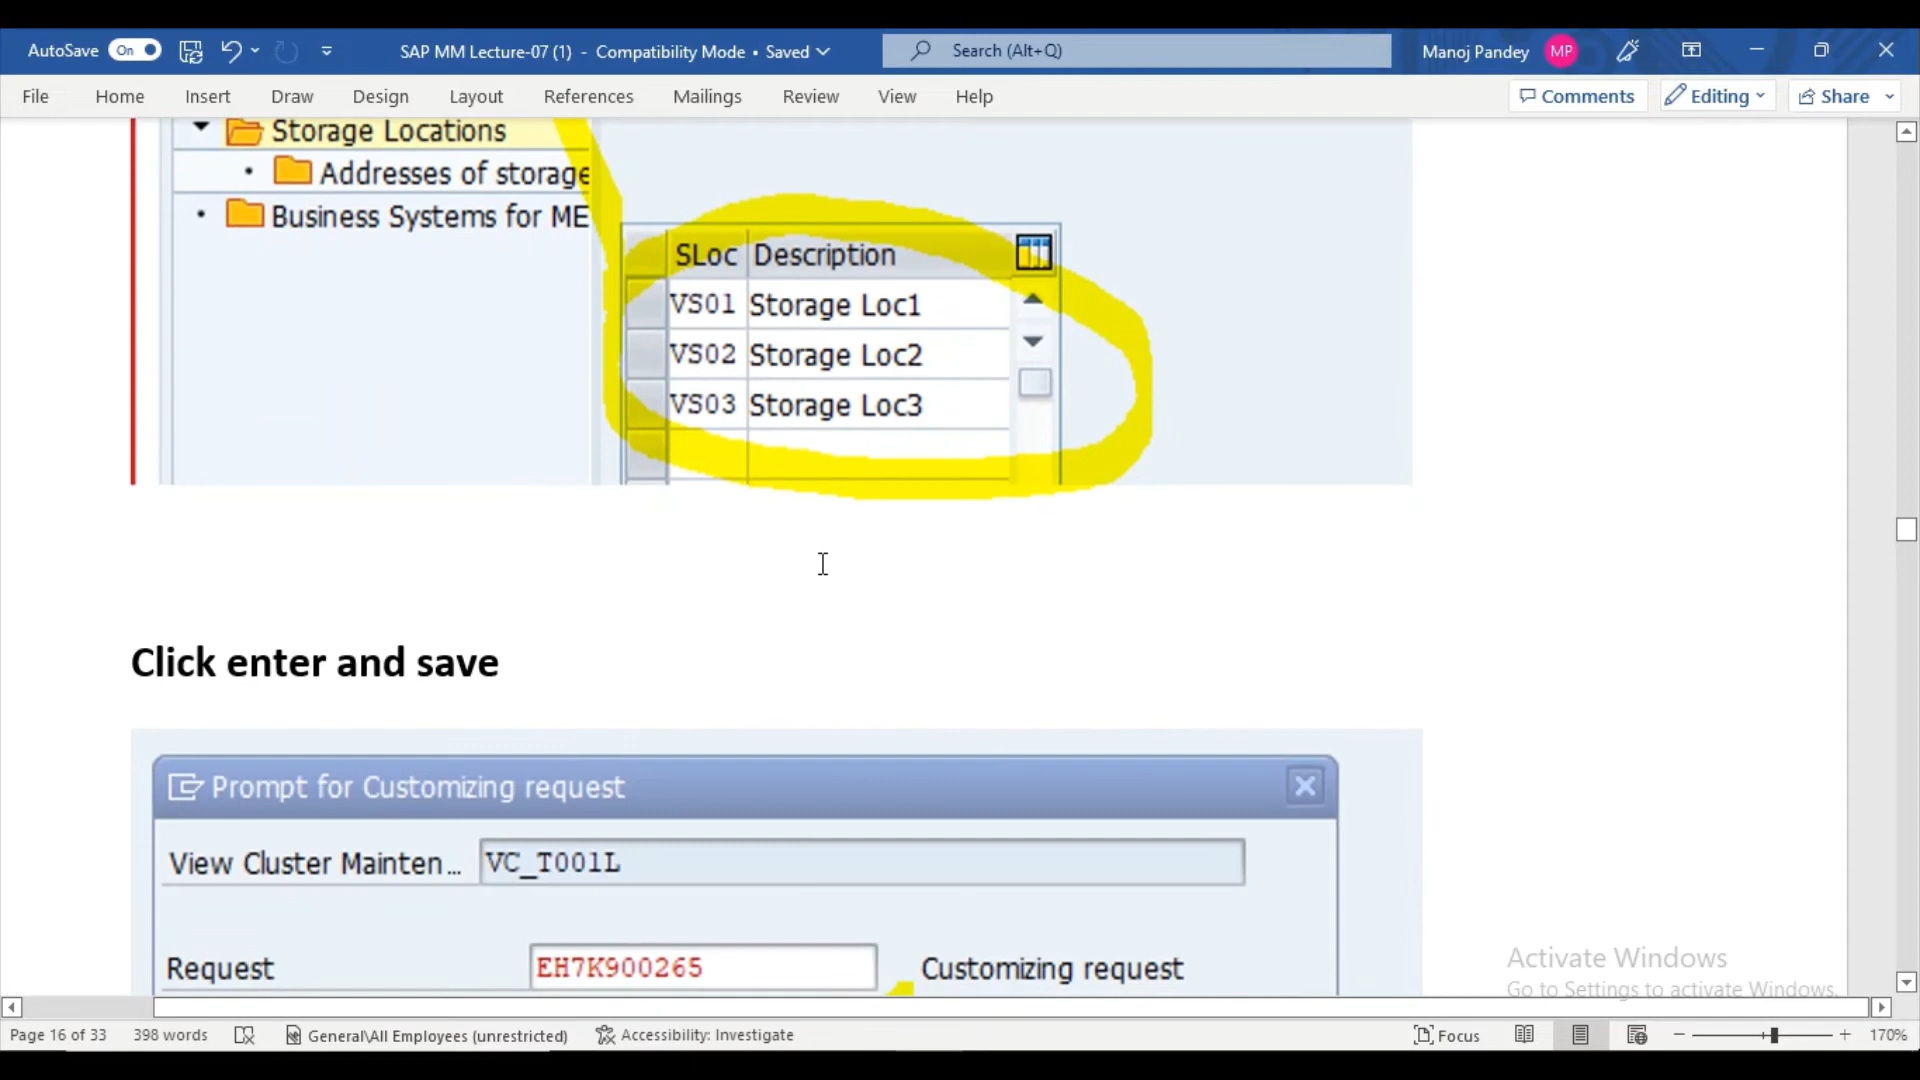 AutoSave On SAP MM Lecture-07 (1) - Compatibility Mode • Saved Search (Alt+Q) Manoj Pandey MP
File Home Insert Draw Design Layout References Mailings Review View Help Comments Editing Share
Storage Locations
Addresses of storage
Business Systems for ME
SLoc Description
VS01 Storage Loc1
VS02 Storage Loc2
VS03 Storage Loc3
Click enter and save
Prompt for Customizing request
View Cluster Mainten... VC_T001L
Request EH7K900265 Customizing request
Activate Windows
Go to Settings to activate Windows.
Page 16 of 33 398 words General\All Employees (unrestricted) Accessibility: Investigate Focus 170%